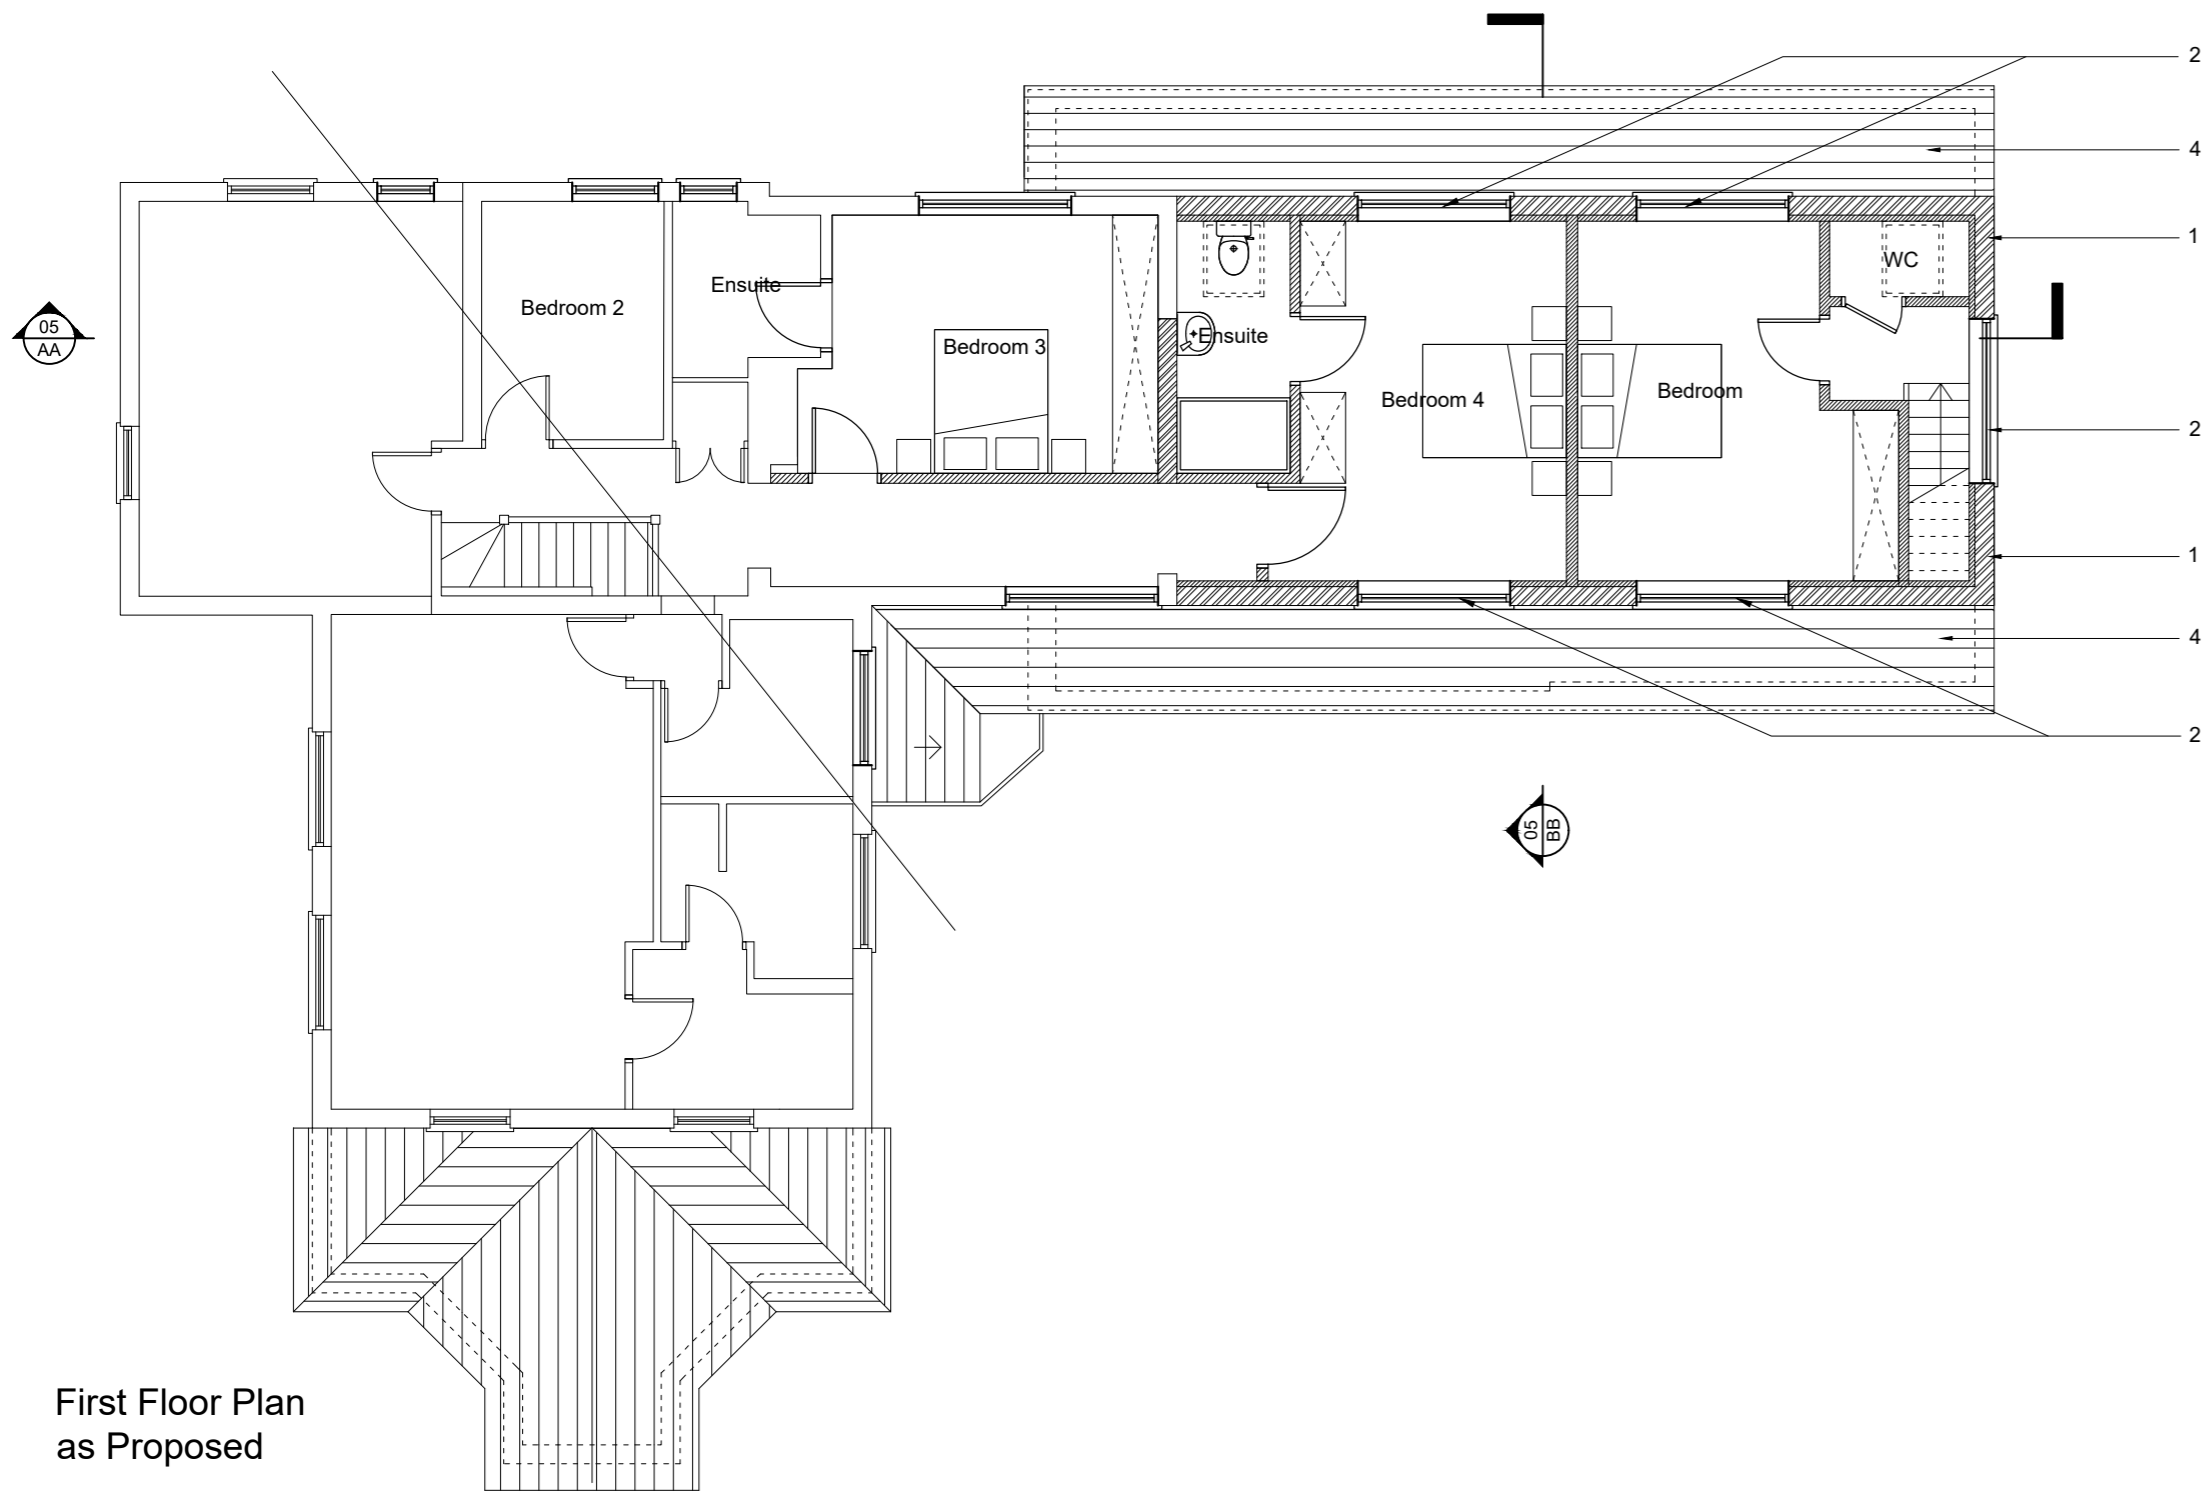 2
4
1
WC
Ensuite
Bedroom 2
05
AA
Ensuite
Bedroom 3
Bedroom
Bedroom 4
2
1
4
2
05
BB
First Floor Plan
as Proposed